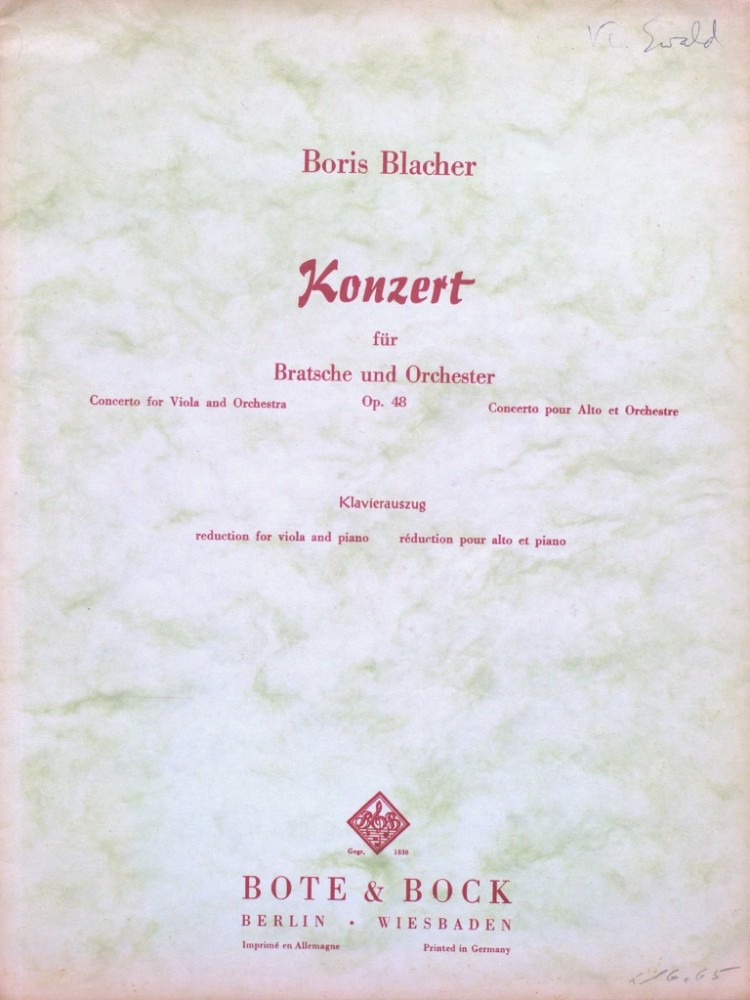 Ewald
Boris Blacher
Konzert
für
Bratsche und Orchester
Concerto for Viola and Orchestra Op. 48 Concerto pour Alto et Orchestre
Klavierauszug
reduction for viola and piano réduction pour alto et piano
B & B
Gegr. 1838
BOTE & BOCK
BERLIN • WIESBADEN
Imprimé en Allemagne Printed in Germany